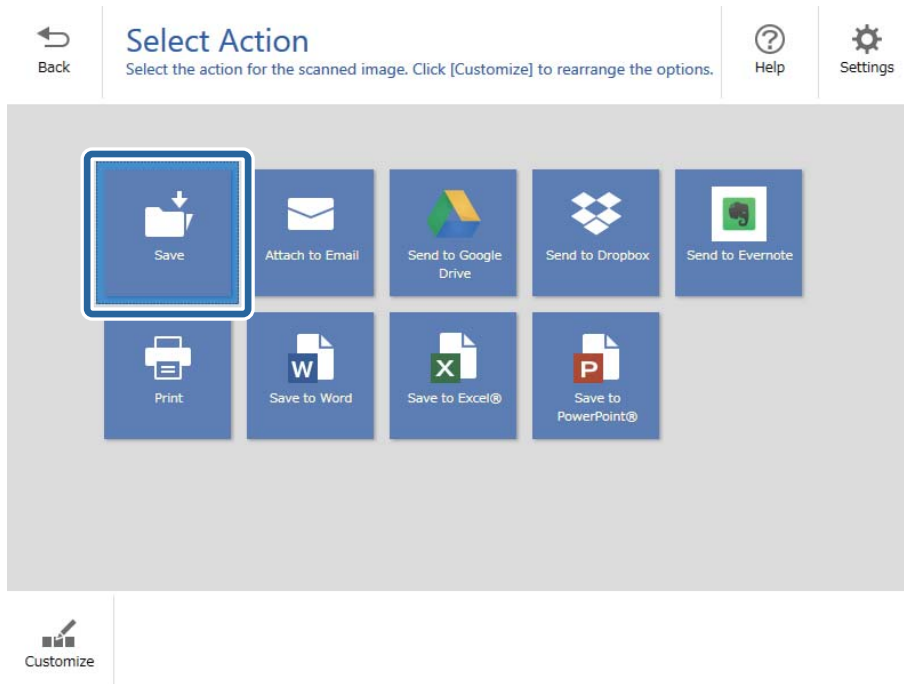 Back
Select Action
Select the action for the scanned image. Click [Customize] to rearrange the options.
Help
Settings
Save
Attach to Email
Send to Google
Drive
Send to Dropbox
Send to Evernote
Print
W
Save to Word
X
Save to Excel®
P
Save to
PowerPoint®
Customize